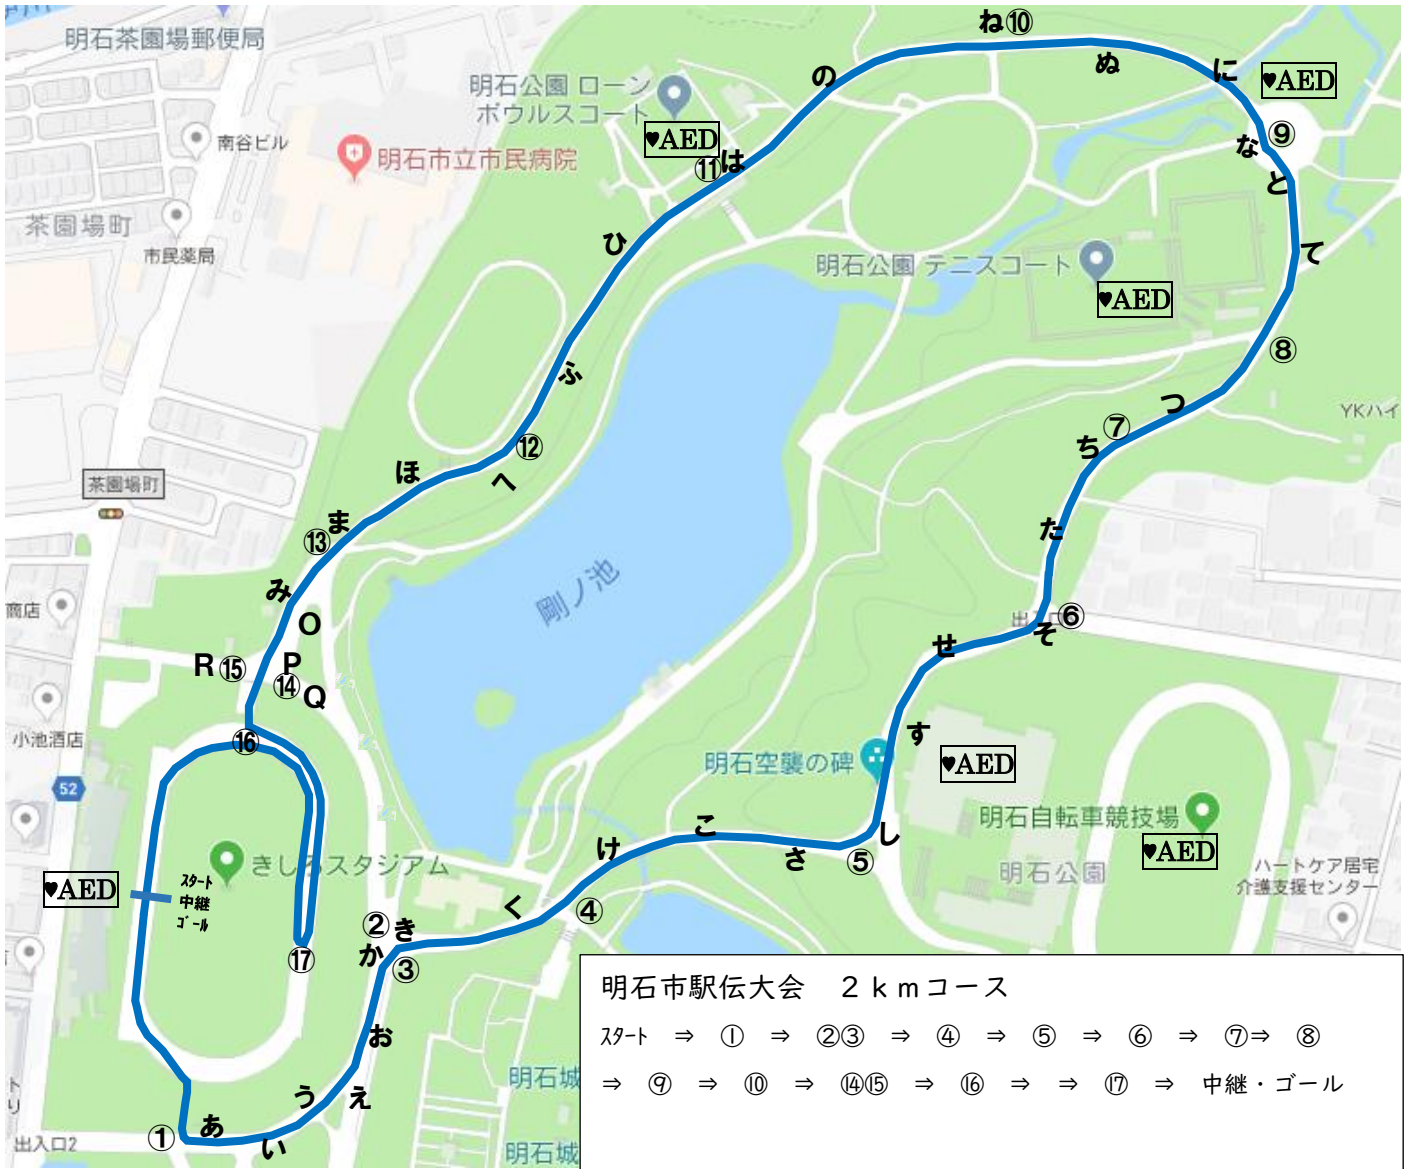 明石茶園場郵便局
ね⑩
ぬ
に
♥AED
の
明石公園 ローン
ボウルスコート
♥AED
南谷ビル
明石市立市民病院
⑪は
⑨
な
と
茶園場町
市民薬局
ひ
て
明石公園 テニスコート
♥AED
⑧
ふ
つ
YKハイ
⑦
ち
⑫
へ
ほ
茶園場町
ま
⑬
た
み
剛ノ池
商店
O
出入口
⑥
そ
せ
R⑮
P
⑭
Q
す
小池酒店
⑯
明石空襲の碑
♥AED
52
明石自転車競技場
♥AED
こ
し
け
さ
⑤
きしろスタジアム
明石公園
ハートケア居宅
介護支援センター
♥AED
スタート
中継
ゴール
く
④
②き
か
③
⑰
お
え
う
あ
①
い
出入口2
明石城
明石城
明石市駅伝大会 2kmコース
スタート ⇒ ① ⇒ ②③ ⇒ ④ ⇒ ⑤ ⇒ ⑥ ⇒ ⑦⇒ ⑧
⇒ ⑨ ⇒ ⑩ ⇒ ⑭⑮ ⇒ ⑯ ⇒ ⇒ ⑰ ⇒ 中継・ゴール